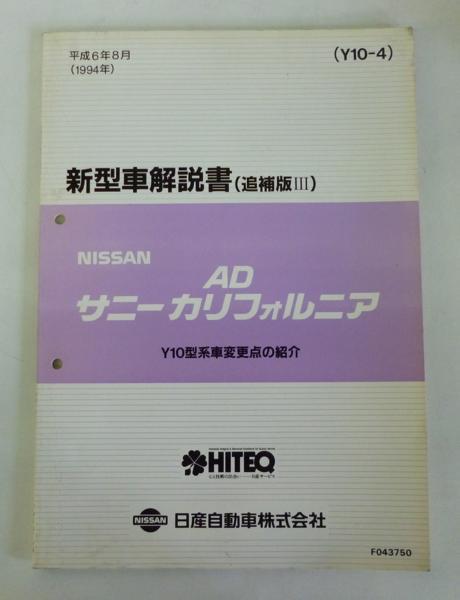 平成6年8月
(1994年)
(Y10-4)
新型車解説書(追補版III)
NISSAN
AD
サニーカリフォルニア
Y10型系車変更点の紹介
HITEQ
NISSAN
日産自動車株式会社
F043750